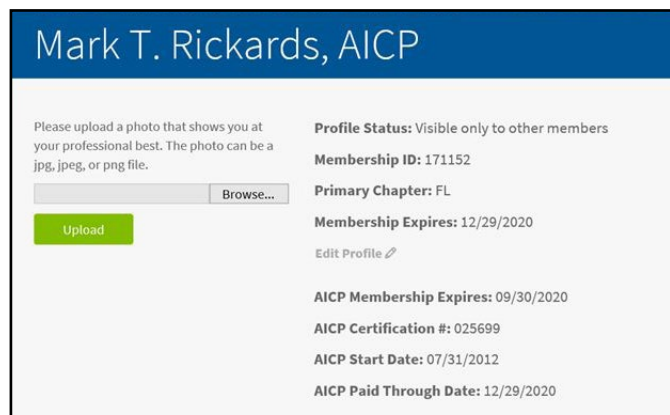 Mark T. Rickards, AICP
Please upload a photo that shows you at
your professional best. The photo can be a
jpg, jpeg, or png file.
Browse...
Upload
Profile Status: Visible only to other members
Membership ID: 171152
Primary Chapter: FL
Membership Expires: 12/29/2020
Edit Profile
AICP Membership Expires: 09/30/2020
AICP Certification #: 025699
AICP Start Date: 07/31/2012
AICP Paid Through Date: 12/29/2020